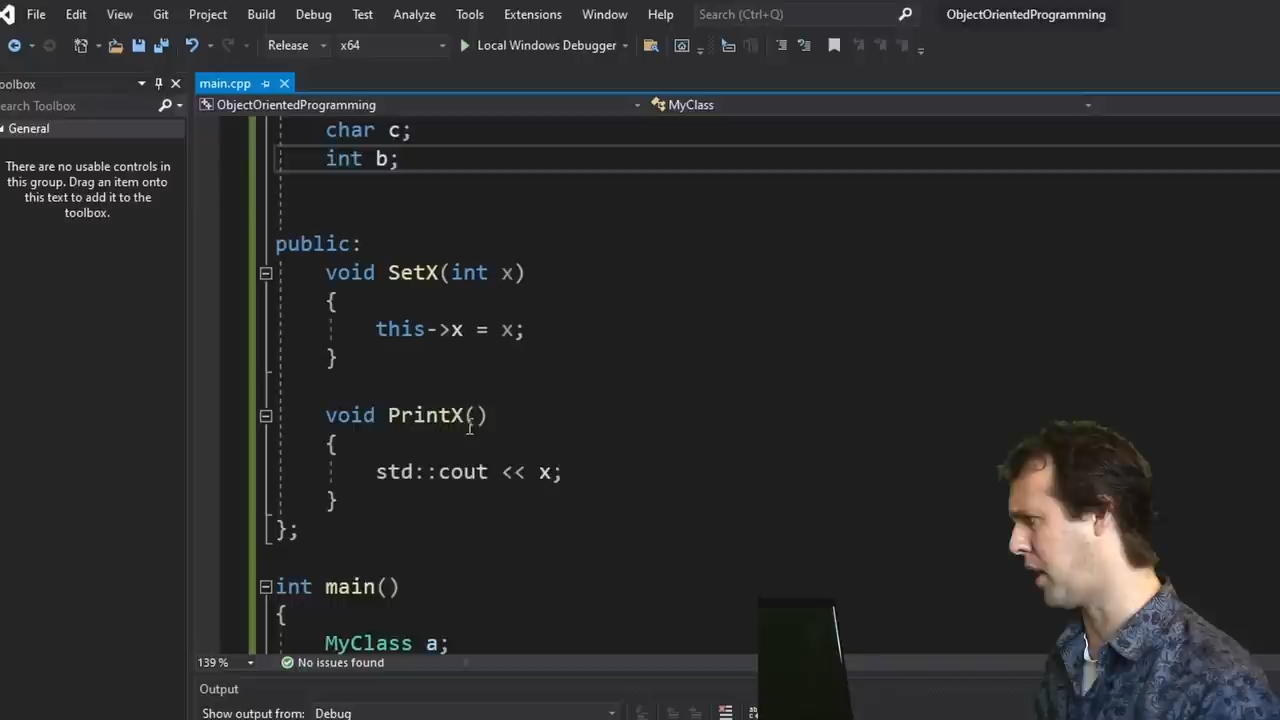 File Edit View Git Project Build Debug Test Analyze Tools Extensions Window Help Search (Ctrl+Q) ObjectOrientedProgramming
Release x64 Local Windows Debugger
oolbox main.cpp
earch Toolbox ObjectOrientedProgramming MyClass
General
There are no usable controls in
this group. Drag an item onto
this text to add it to the
toolbox.
char c;
int b;
public:
void SetX(int x)
{
this->x = x;
}
void PrintX()
{
std::cout << x;
}
};
int main()
{
MyClass a;
139 % No issues found
Output
Show output from: Debug